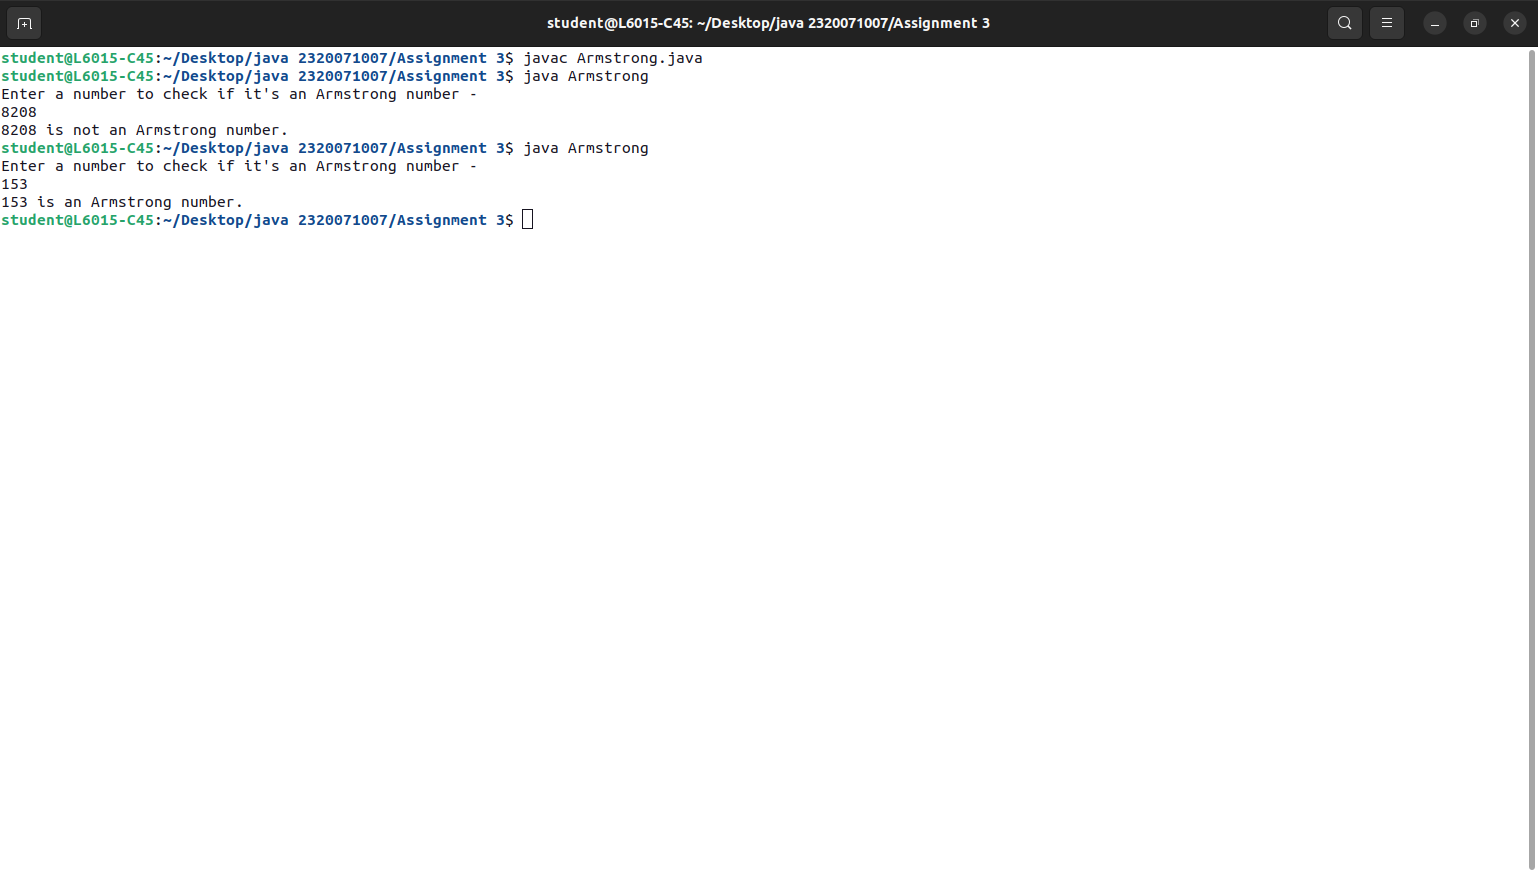 student@L6015-C45: ~/Desktop/java 2320071007/Assignment 3
student@L6015-C45:~/Desktop/java 2320071007/Assignment 3$ javac Armstrong.java
student@L6015-C45:~/Desktop/java 2320071007/Assignment 3$ java Armstrong
Enter a number to check if it's an Armstrong number -
8208
8208 is not an Armstrong number.
student@L6015-C45:~/Desktop/java 2320071007/Assignment 3$ java Armstrong
Enter a number to check if it's an Armstrong number -
153
153 is an Armstrong number.
student@L6015-C45:~/Desktop/java 2320071007/Assignment 3$